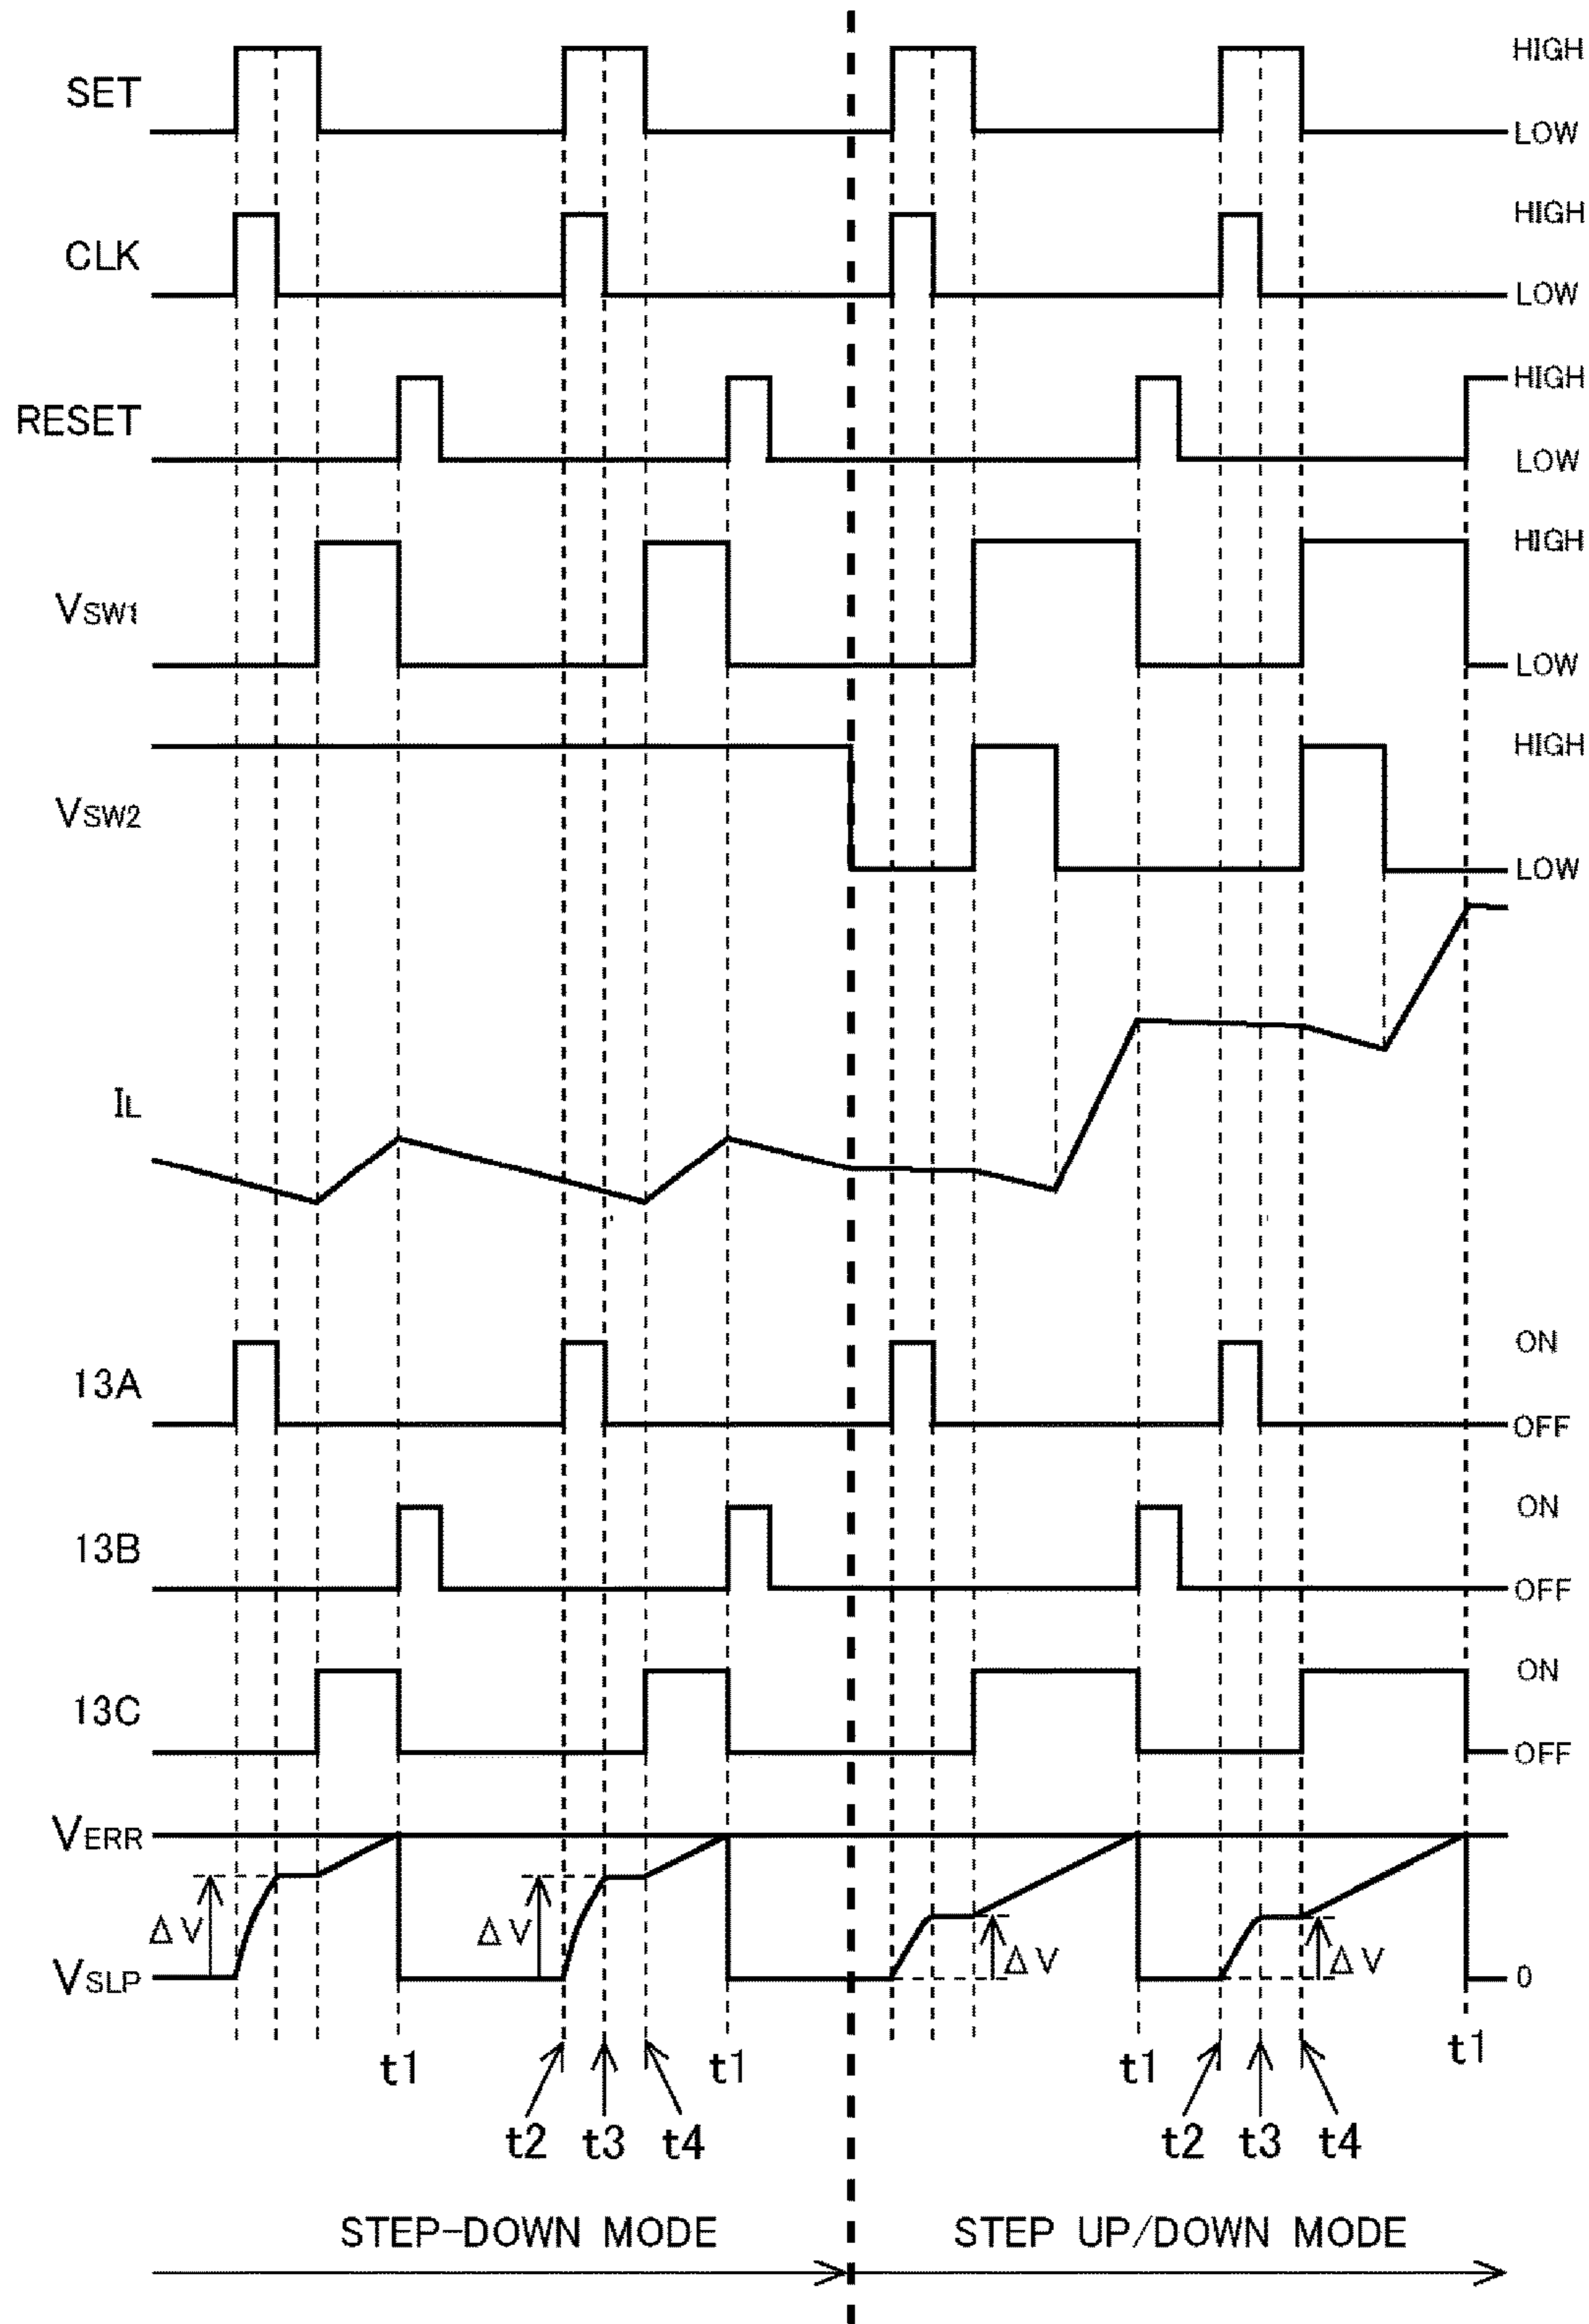 SET
HIGH
LOW
CLK
HIGH
LOW
RESET
HIGH
LOW
VSW1
HIGH
LOW
VSW2
HIGH
LOW
IL
13A
ON
OFF
13B
ON
OFF
13C
ON
OFF
VERR
ΔV ΔV ΔV ΔV
VSLP
0
t1 t1 t1 t1
t2 t3 t4 t2 t3 t4
STEP-DOWN MODE STEP UP/DOWN MODE